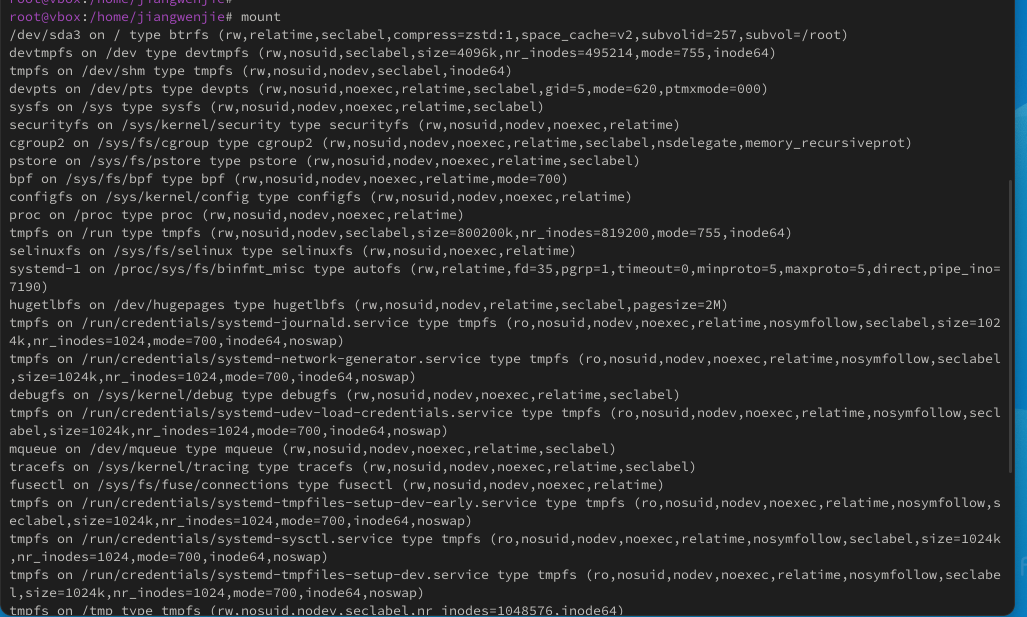 root@vbox:/home/jiangwenjie#
root@vbox:/home/jiangwenjie# mount
/dev/sda3 on / type btrfs (rw,relatime,seclabel,compress=zstd:1,space_cache=v2,subvolid=257,subvol=/root)
devtmpfs on /dev type devtmpfs (rw,nosuid,seclabel,size=4096k,nr_inodes=495214,mode=755,inode64)
tmpfs on /dev/shm type tmpfs (rw,nosuid,nodev,seclabel,inode64)
devpts on /dev/pts type devpts (rw,nosuid,noexec,relatime,seclabel,gid=5,mode=620,ptmxmode=000)
sysfs on /sys type sysfs (rw,nosuid,nodev,noexec,relatime,seclabel)
securityfs on /sys/kernel/security type securityfs (rw,nosuid,nodev,noexec,relatime)
cgroup2 on /sys/fs/cgroup type cgroup2 (rw,nosuid,nodev,noexec,relatime,seclabel,nsdelegate,memory_recursiveprot)
pstore on /sys/fs/pstore type pstore (rw,nosuid,nodev,noexec,relatime,seclabel)
bpf on /sys/fs/bpf type bpf (rw,nosuid,nodev,noexec,relatime,mode=700)
configfs on /sys/kernel/config type configfs (rw,nosuid,nodev,noexec,relatime)
proc on /proc type proc (rw,nosuid,nodev,noexec,relatime)
tmpfs on /run type tmpfs (rw,nosuid,nodev,seclabel,size=800200k,nr_inodes=819200,mode=755,inode64)
selinuxfs on /sys/fs/selinux type selinuxfs (rw,nosuid,noexec,relatime)
systemd-1 on /proc/sys/fs/binfmt_misc type autofs (rw,relatime,fd=35,pgrp=1,timeout=0,minproto=5,maxproto=5,direct,pipe_ino=
7190)
hugetlbfs on /dev/hugepages type hugetlbfs (rw,nosuid,nodev,relatime,seclabel,pagesize=2M)
tmpfs on /run/credentials/systemd-journald.service type tmpfs (ro,nosuid,nodev,noexec,relatime,nosymfollow,seclabel,size=102
4k,nr_inodes=1024,mode=700,inode64,noswap)
tmpfs on /run/credentials/systemd-network-generator.service type tmpfs (ro,nosuid,nodev,noexec,relatime,nosymfollow,seclabel
,size=1024k,nr_inodes=1024,mode=700,inode64,noswap)
debugfs on /sys/kernel/debug type debugfs (rw,nosuid,nodev,noexec,relatime,seclabel)
tmpfs on /run/credentials/systemd-udev-load-credentials.service type tmpfs (ro,nosuid,nodev,noexec,relatime,nosymfollow,secl
abel,size=1024k,nr_inodes=1024,mode=700,inode64,noswap)
mqueue on /dev/mqueue type mqueue (rw,nosuid,nodev,noexec,relatime,seclabel)
tracefs on /sys/kernel/tracing type tracefs (rw,nosuid,nodev,noexec,relatime,seclabel)
fusectl on /sys/fs/fuse/connections type fusectl (rw,nosuid,nodev,noexec,relatime)
tmpfs on /run/credentials/systemd-tmpfiles-setup-dev-early.service type tmpfs (ro,nosuid,nodev,noexec,relatime,nosymfollow,s
eclabel,size=1024k,nr_inodes=1024,mode=700,inode64,noswap)
tmpfs on /run/credentials/systemd-sysctl.service type tmpfs (ro,nosuid,nodev,noexec,relatime,nosymfollow,seclabel,size=1024k
,nr_inodes=1024,mode=700,inode64,noswap)
tmpfs on /run/credentials/systemd-tmpfiles-setup-dev.service type tmpfs (ro,nosuid,nodev,noexec,relatime,nosymfollow,seclabe
l,size=1024k,nr_inodes=1024,mode=700,inode64,noswap)
tmpfs on /tmp type tmpfs (rw,nosuid,nodev,seclabel,nr_inodes=1048576,inode64)